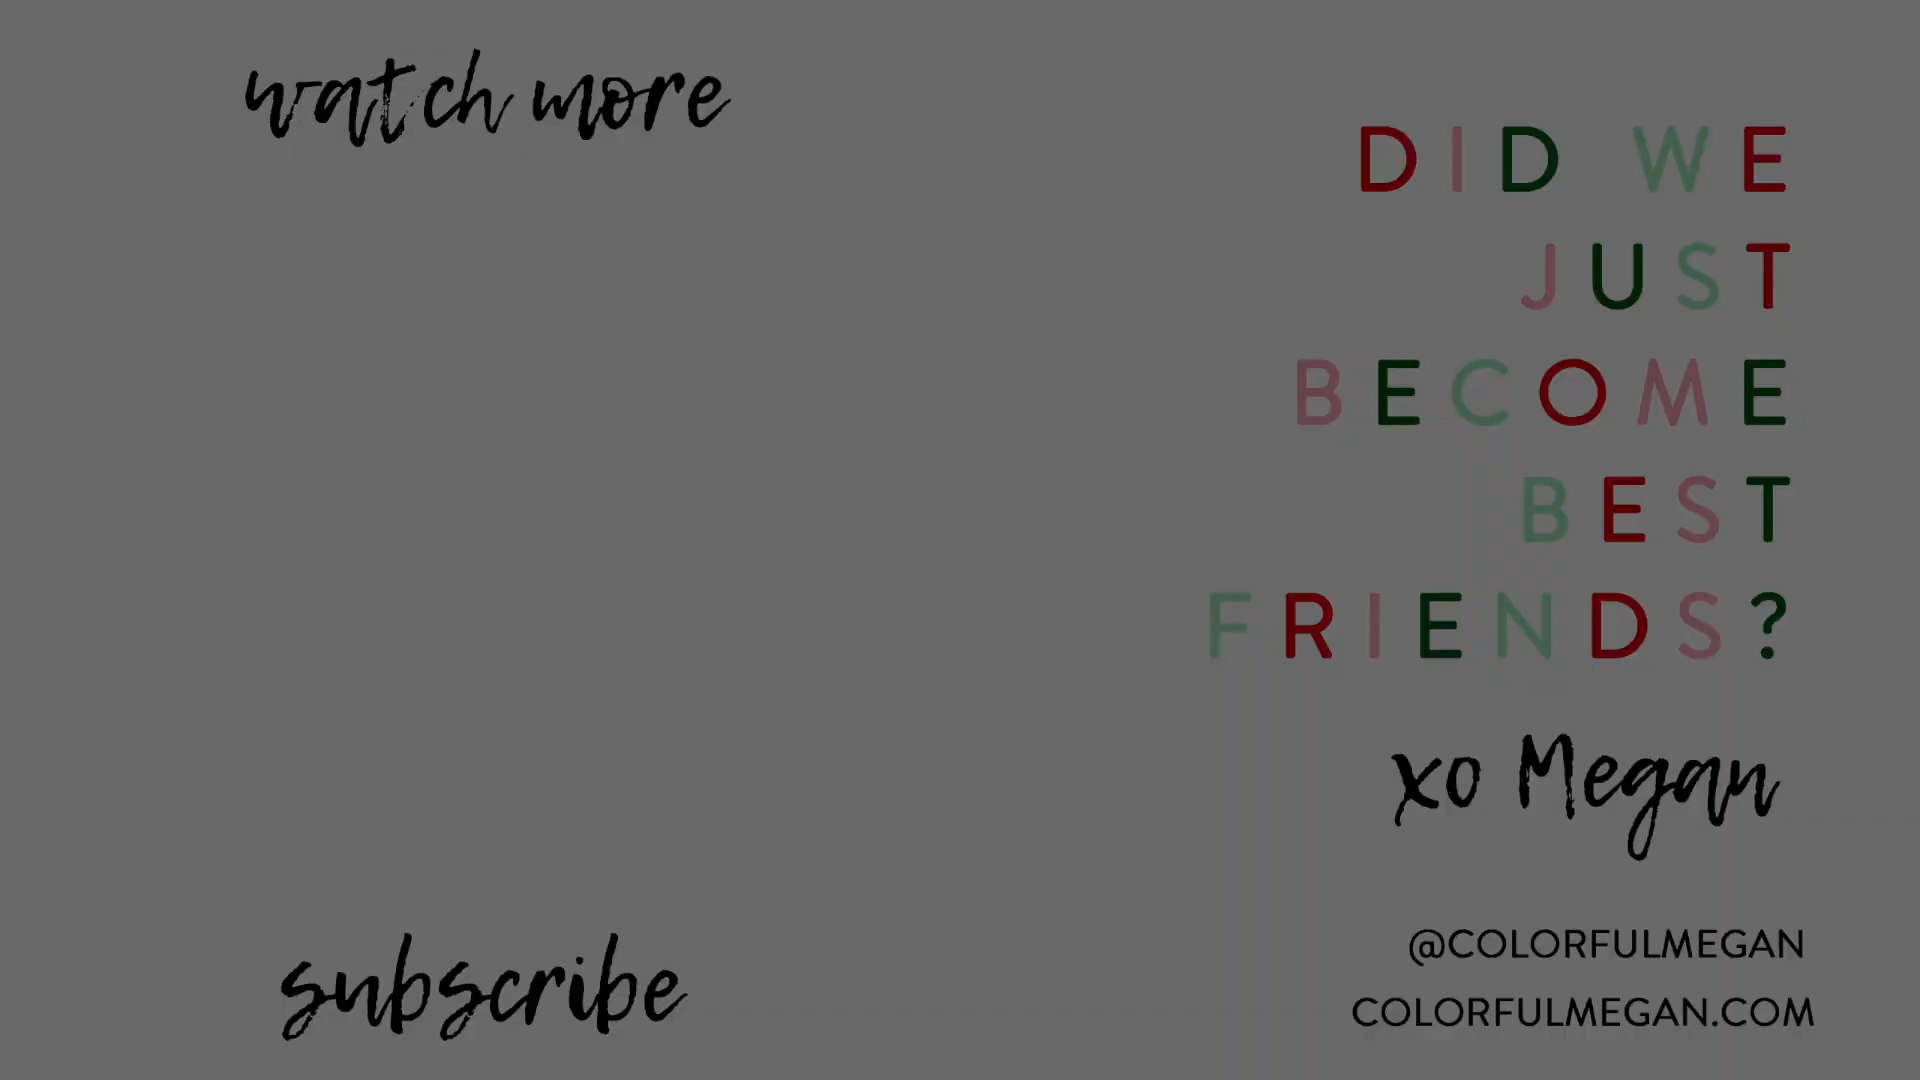 watch more
DID WE
JUST
BECOME
BEST
FRIENDS?
xo Megan
subscribe
@COLORFULMEGAN
COLORFULMEGAN.COM